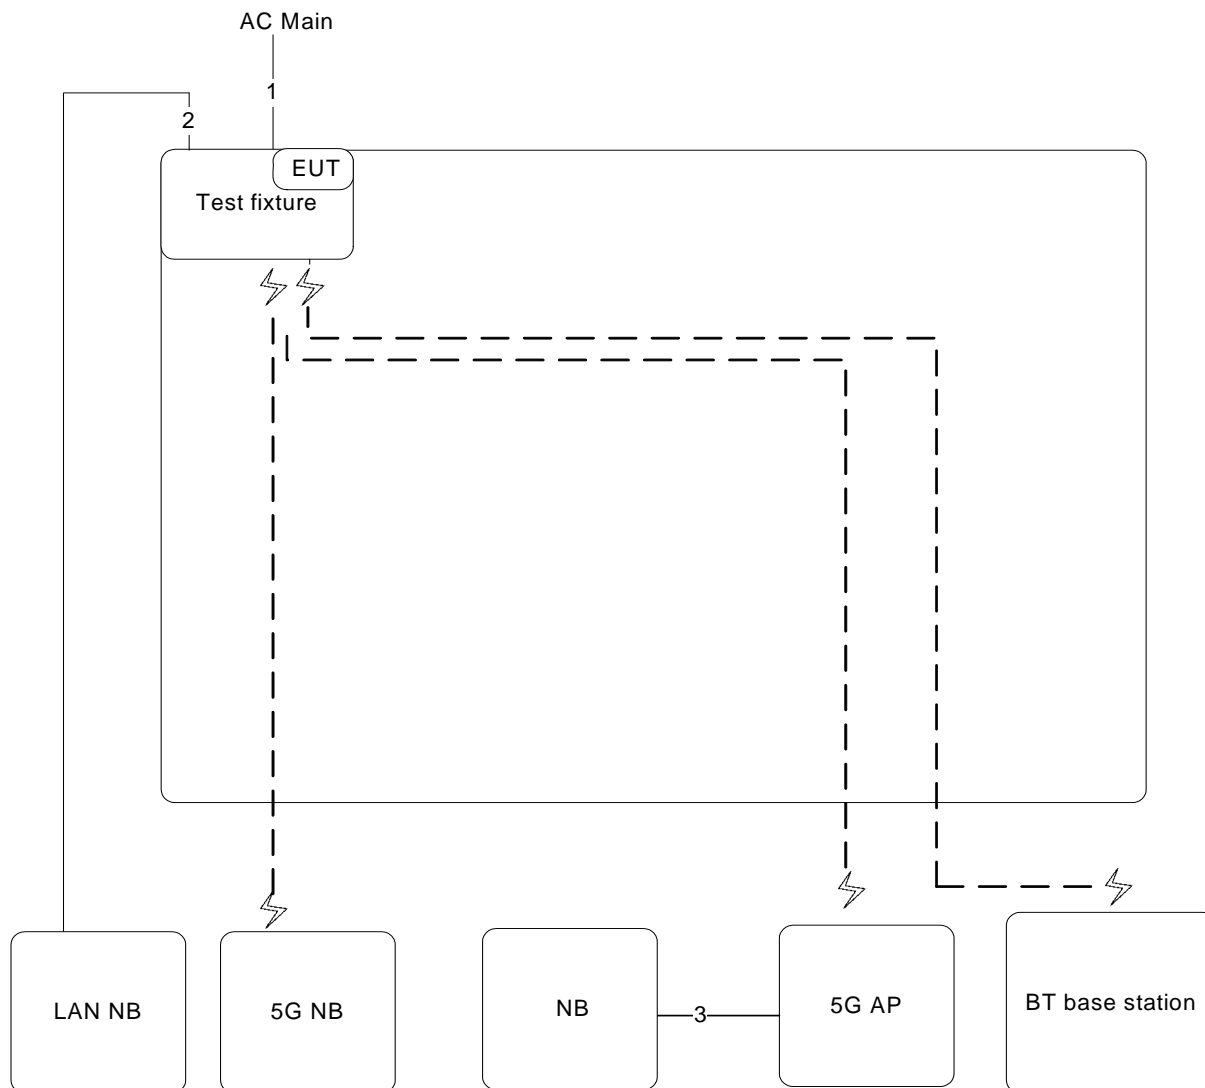 AC Main
1
2
EUT
Test fixture
LAN NB
5G NB
NB
3
5G AP
BT base station